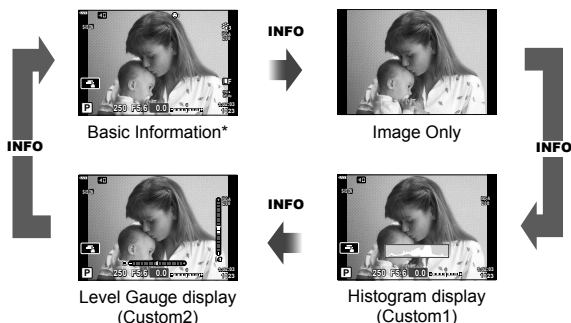 INFO
Basic Information*
Image Only
INFO
INFO
P 250 F5.6 0.0
INFO
P 250 F5.6 0.0
P 250 F5.6 0.0
Level Gauge display
(Custom2)
Histogram display
(Custom1)